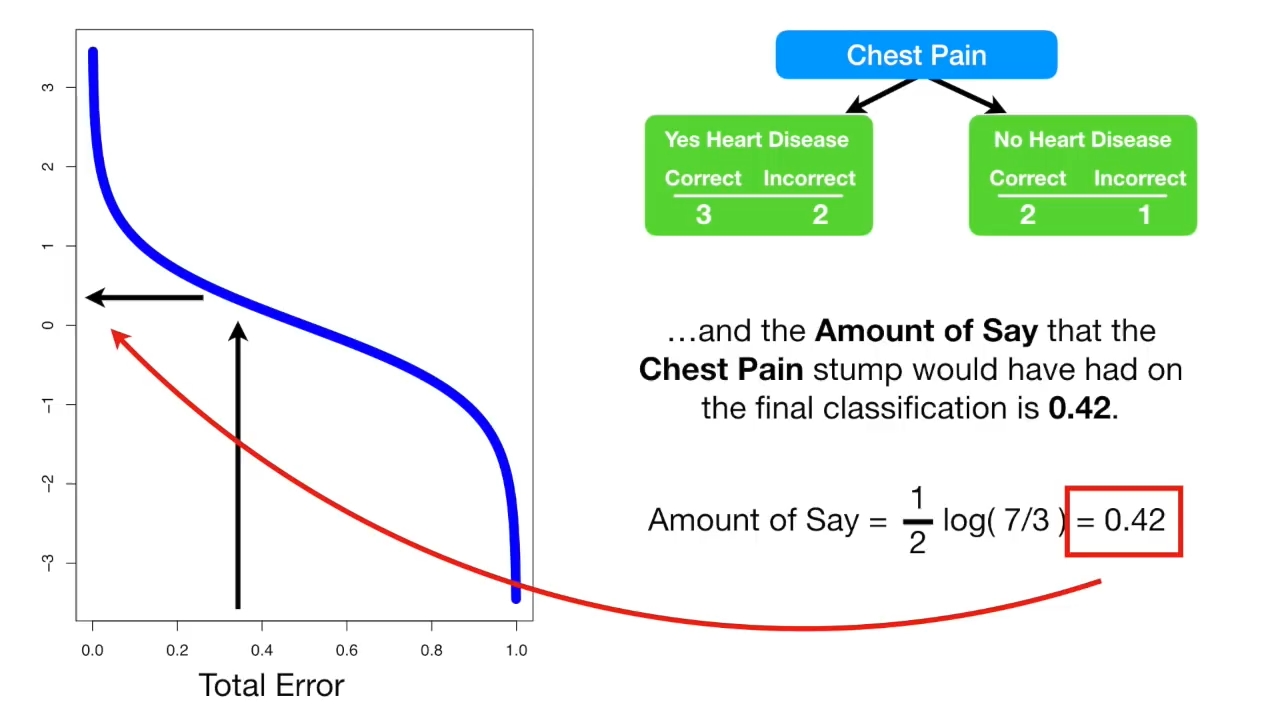 3
2
1
0
−1
−2
−3
0.0 0.2 0.4 0.6 0.8 1.0
Total Error
Chest Pain
Yes Heart Disease
Correct Incorrect
3 2
No Heart Disease
Correct Incorrect
2 1
…and the Amount of Say that the
Chest Pain stump would have had on
the final classification is 0.42.
Amount of Say = 1/2 log( 7/3 ) = 0.42